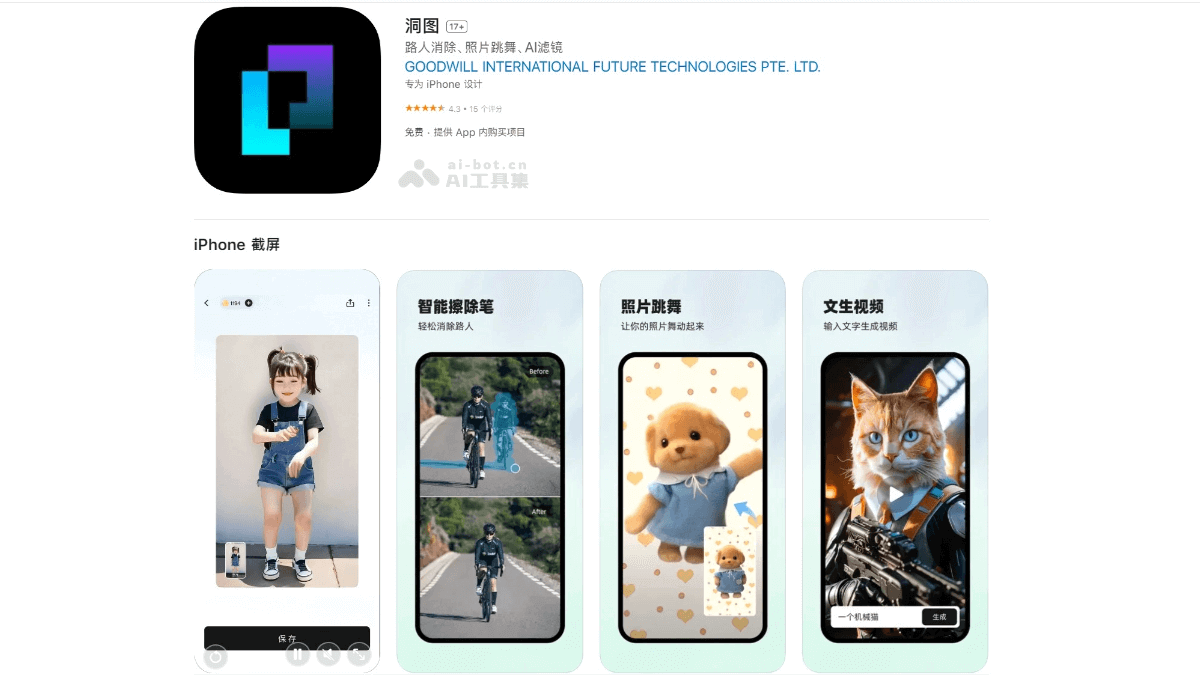 洞图 17+
路人消除、照片跳舞、AI滤镜
GOODWILL INTERNATIONAL FUTURE TECHNOLOGIES PTE. LTD.
专为 iPhone 设计
4.3 • 15 个评分
免费 · 提供 App 内购买项目
ai-bot.cn
AI工具集
iPhone 截屏
1194
保存
智能擦除笔
轻松消除路人
Before
After
照片跳舞
让你的照片舞动起来
文生视频
输入文字生成视频
一个机械猫
生成